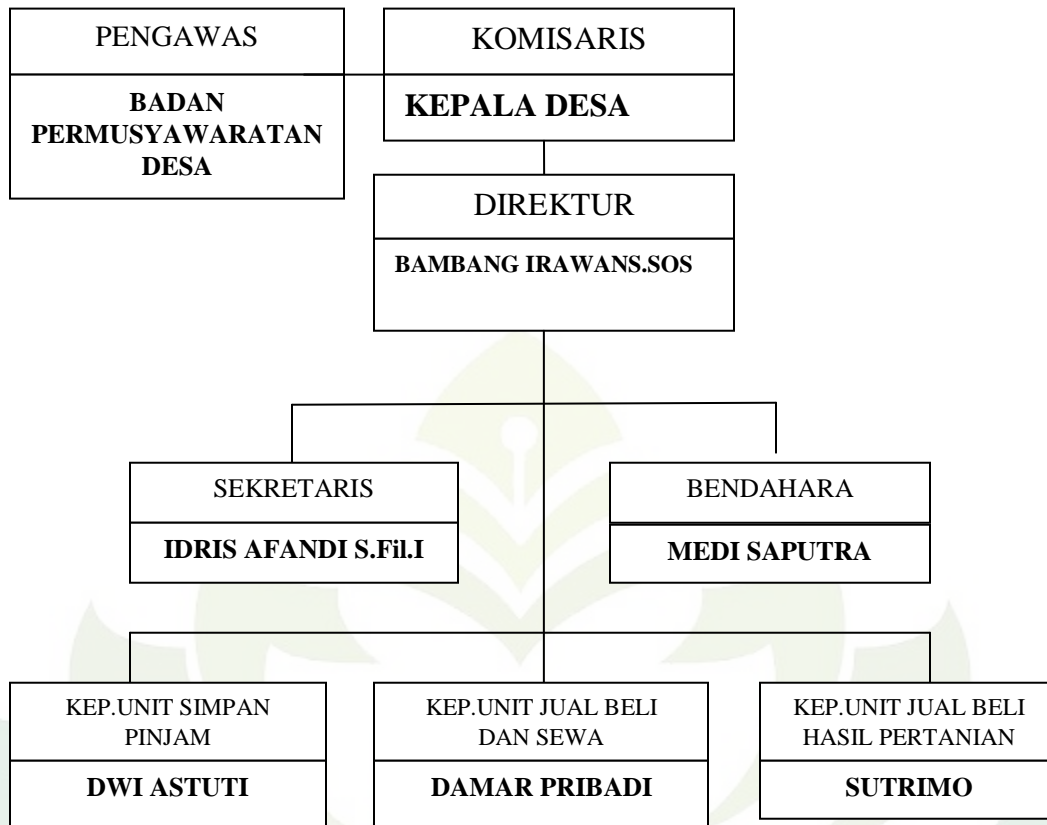 PENGAWAS
BADAN
PERMUSYAWARATAN
DESA
KOMISARIS
KEPALA DESA
DIREKTUR
BAMBANG IRAWANS.SOS
SEKRETARIS
IDRIS AFANDI S.Fil.I
BENDAHARA
MEDI SAPUTRA
KEP.UNIT SIMPAN
PINJAM
DWI ASTUTI
KEP.UNIT JUAL BELI
DAN SEWA
DAMAR PRIBADI
KEP.UNIT JUAL BELI
HASIL PERTANIAN
SUTRIMO